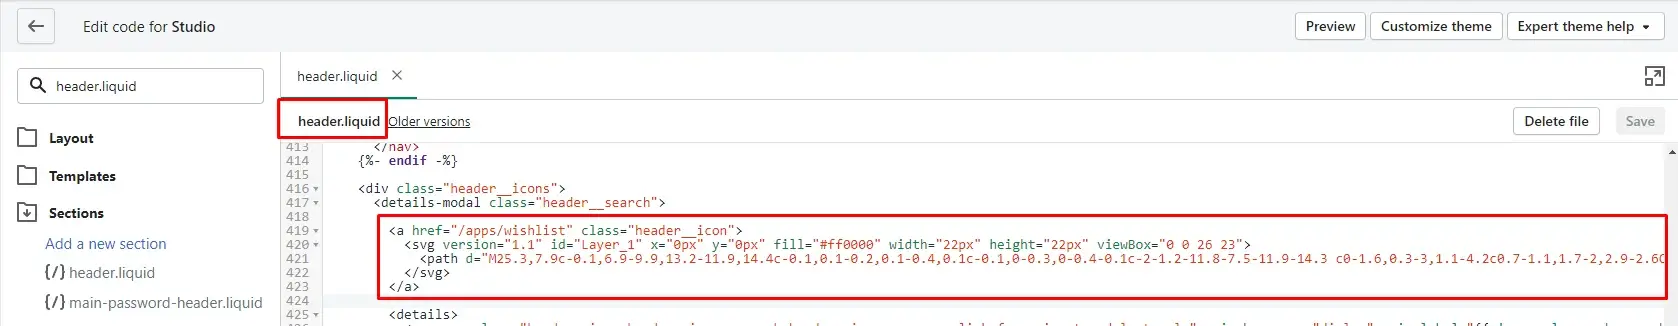 Edit code for Studio
Preview
Customize theme
Expert theme help
header.liquid
header.liquid
header.liquid
Older versions
Delete file
Save
Layout
Templates
Sections
Add a new section
{/} header.liquid
{/} main-password-header.liquid
413 </nav>
414 {%- endif -%}
415
416 <div class="header__icons">
417 <details-modal class="header__search">
418
419 <a href="/apps/wishlist" class="header__icon">
420 <svg version="1.1" id="Layer_1" x="0px" y="0px" fill="#ff0000" width="22px" height="22px" viewBox="0 0 26 23">
421 <path d="M25.3,7.9c-0.1,6.9-9.9,13.2-11.9,14.4c-0.1,0.1-0.2,0.1-0.4,0.1c-0.1,0-0.3,0-0.4-0.1c-2-1.2-11.8-7.5-11.9-14.3 c0-1.6,0.3-3,1.1-4.2c0.7-1.1,1.7-2,2.9-2.6C
422 </svg>
423 </a>
424
425 <details>